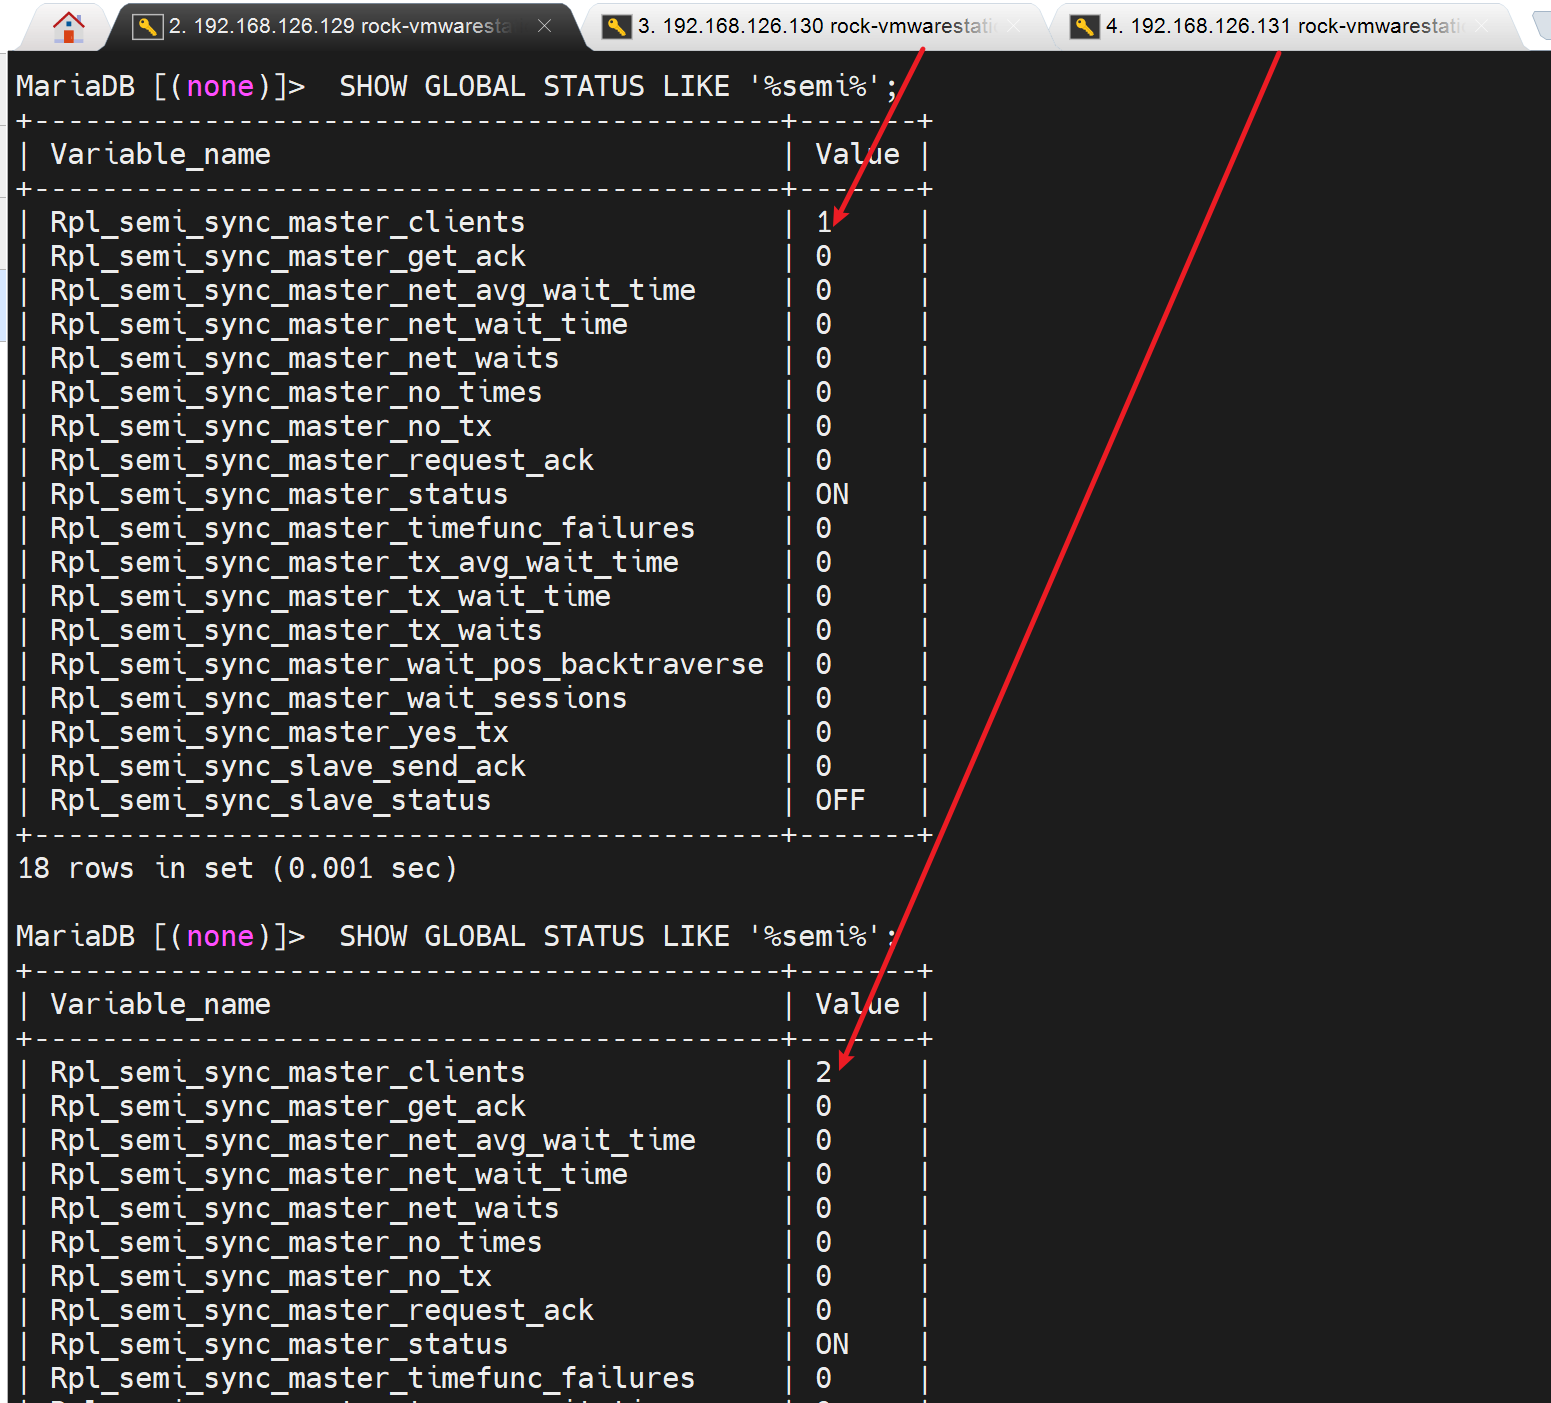 2. 192.168.126.129 rock-vmwaresta
3. 192.168.126.130 rock-vmwarestati
4. 192.168.126.131 rock-vmwarestati
MariaDB [(none)]>  SHOW GLOBAL STATUS LIKE '%semi%';
+--------------------------------------------+-------+
| Variable_name                              | Value |
+--------------------------------------------+-------+
| Rpl_semi_sync_master_clients               | 1     |
| Rpl_semi_sync_master_get_ack               | 0     |
| Rpl_semi_sync_master_net_avg_wait_time     | 0     |
| Rpl_semi_sync_master_net_wait_time         | 0     |
| Rpl_semi_sync_master_net_waits             | 0     |
| Rpl_semi_sync_master_no_times              | 0     |
| Rpl_semi_sync_master_no_tx                 | 0     |
| Rpl_semi_sync_master_request_ack           | 0     |
| Rpl_semi_sync_master_status                | ON    |
| Rpl_semi_sync_master_timefunc_failures     | 0     |
| Rpl_semi_sync_master_tx_avg_wait_time      | 0     |
| Rpl_semi_sync_master_tx_wait_time          | 0     |
| Rpl_semi_sync_master_tx_waits              | 0     |
| Rpl_semi_sync_master_wait_pos_backtraverse | 0     |
| Rpl_semi_sync_master_wait_sessions         | 0     |
| Rpl_semi_sync_master_yes_tx                | 0     |
| Rpl_semi_sync_slave_send_ack               | 0     |
| Rpl_semi_sync_slave_status                 | OFF   |
+--------------------------------------------+-------+
18 rows in set (0.001 sec)
MariaDB [(none)]>  SHOW GLOBAL STATUS LIKE '%semi%';
+--------------------------------------------+-------+
| Variable_name                              | Value |
+--------------------------------------------+-------+
| Rpl_semi_sync_master_clients               | 2     |
| Rpl_semi_sync_master_get_ack               | 0     |
| Rpl_semi_sync_master_net_avg_wait_time     | 0     |
| Rpl_semi_sync_master_net_wait_time         | 0     |
| Rpl_semi_sync_master_net_waits             | 0     |
| Rpl_semi_sync_master_no_times              | 0     |
| Rpl_semi_sync_master_no_tx                 | 0     |
| Rpl_semi_sync_master_request_ack           | 0     |
| Rpl_semi_sync_master_status                | ON    |
| Rpl_semi_sync_master_timefunc_failures     | 0     |